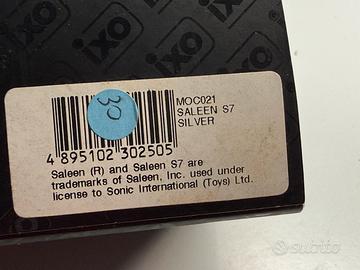 ixo
ixo
MOC021
SALEEN S7
SILVER
30
4 895102 302505
Saleen (R) and Saleen S7 are
trademarks of Saleen, Inc. used under
license to Sonic International (Toys) Ltd.
subito